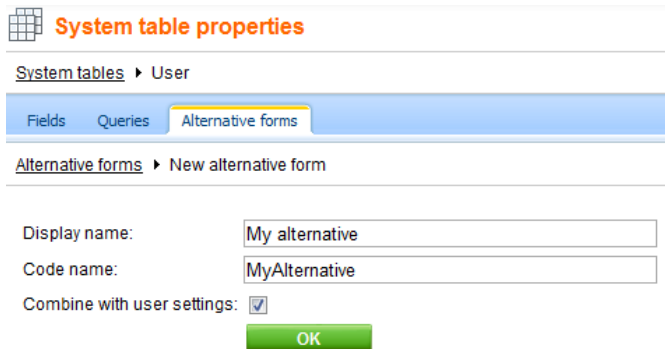 System table properties
System tables ▸ User
Fields Queries Alternative forms
Alternative forms ▸ New alternative form
Display name: My alternative
Code name: MyAlternative
Combine with user settings:
OK